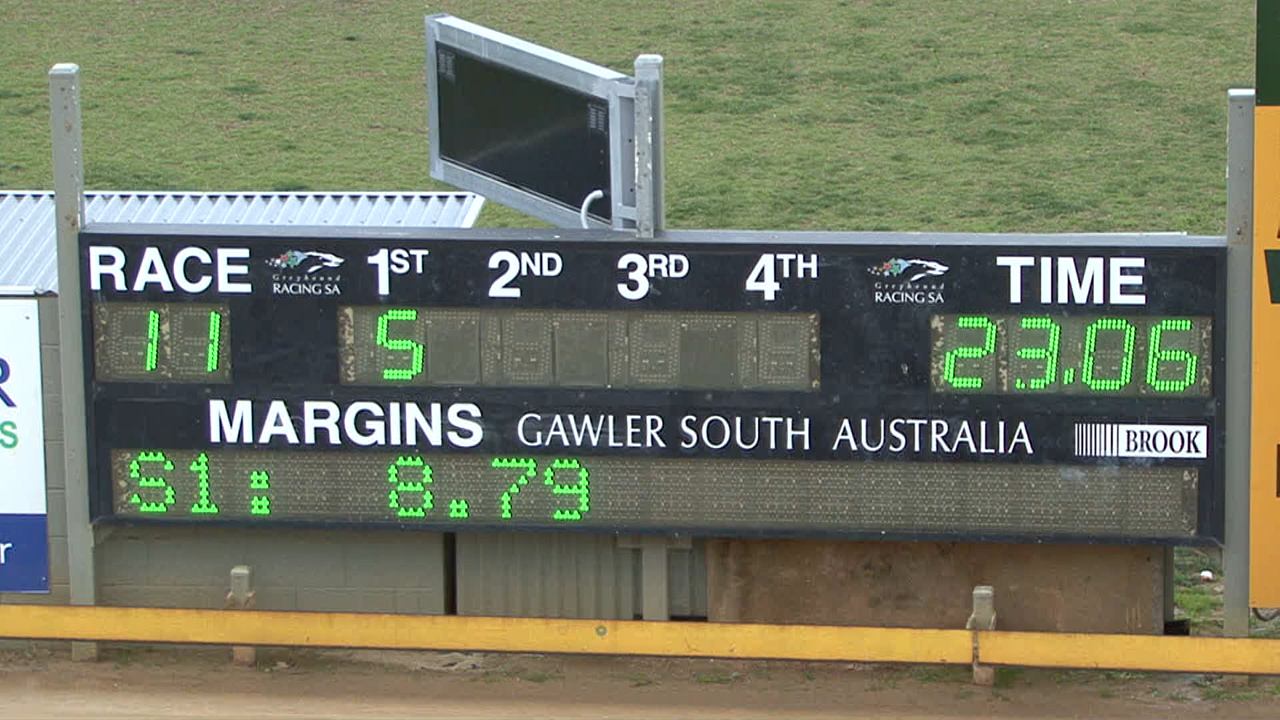 RACE Greyhound RACING SA 1ST 2ND 3RD 4TH Greyhound RACING SA TIME
11 5 23.06
MARGINS GAWLER SOUTH AUSTRALIA BROOK
S1: 8.79
R
S
r